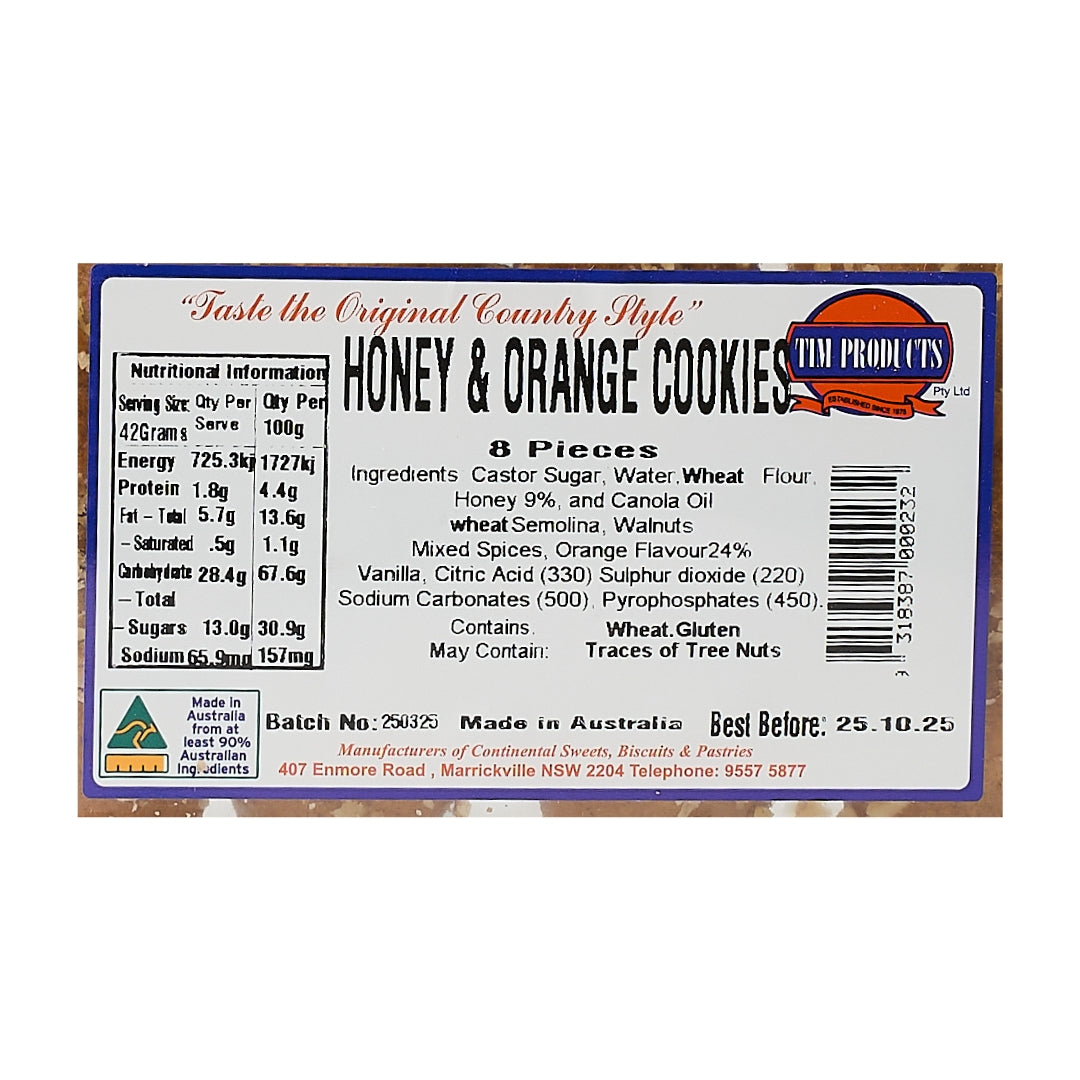 “Taste the Original Country Style”
HONEY & ORANGE COOKIES
TIM PRODUCTS
Pty Ltd
ESTABLISHED SINCE 1975
Nutritional Information
Serving Size: Qty Per Qty Per
42Grams Serve 100g
Energy 725.3kj 1727kj
Protein 1.8g 4.4g
Fat – Total 5.7g 13.6g
– Saturated .5g 1.1g
Carbohydrate 28.4g 67.6g
– Total
– Sugars 13.0g 30.9g
Sodium 65.9mg 157mg
8 Pieces
Ingredients Castor Sugar, Water, Wheat Flour,
Honey 9%, and Canola Oil
wheat Semolina, Walnuts
Mixed Spices, Orange Flavour24%
Vanilla, Citric Acid (330) Sulphur dioxide (220)
Sodium Carbonates (500), Pyrophosphates (450).
Contains. Wheat.Gluten
May Contain: Traces of Tree Nuts
9 318387 000232
Made in
Australia
from at
least 90%
Australian
Ingredients
Batch No: 250325 Made in Australia Best Before: 25.10.25
Manufacturers of Continental Sweets, Biscuits & Pastries
407 Enmore Road , Marrickville NSW 2204 Telephone: 9557 5877